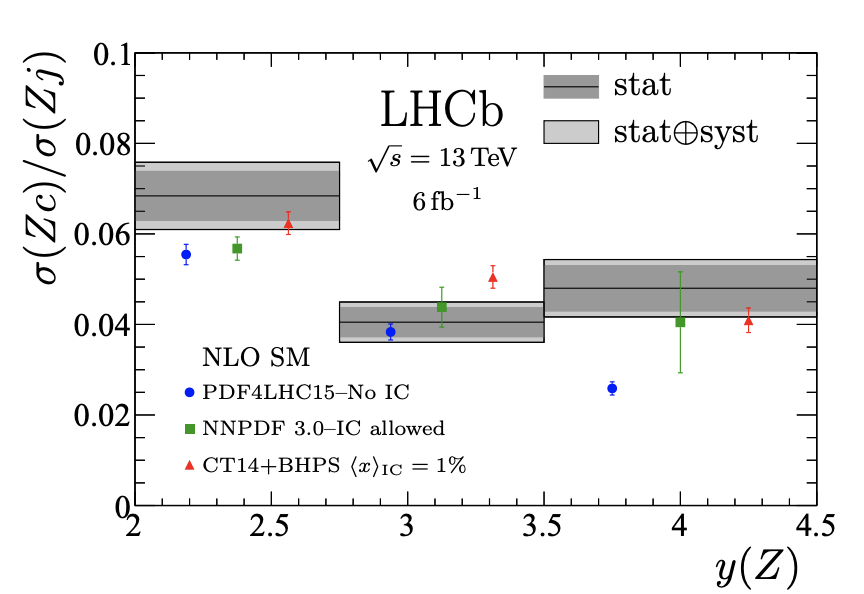 σ(Zc)/σ(Zj)
0.1
0.08
0.06
0.04
0.02
0
LHCb
√s = 13 TeV
6 fb⁻¹
stat
stat⊕syst
NLO SM
PDF4LHC15–No IC
NNPDF 3.0–IC allowed
CT14+BHPS ⟨x⟩IC = 1%
2 2.5 3 3.5 4 4.5
y(Z)